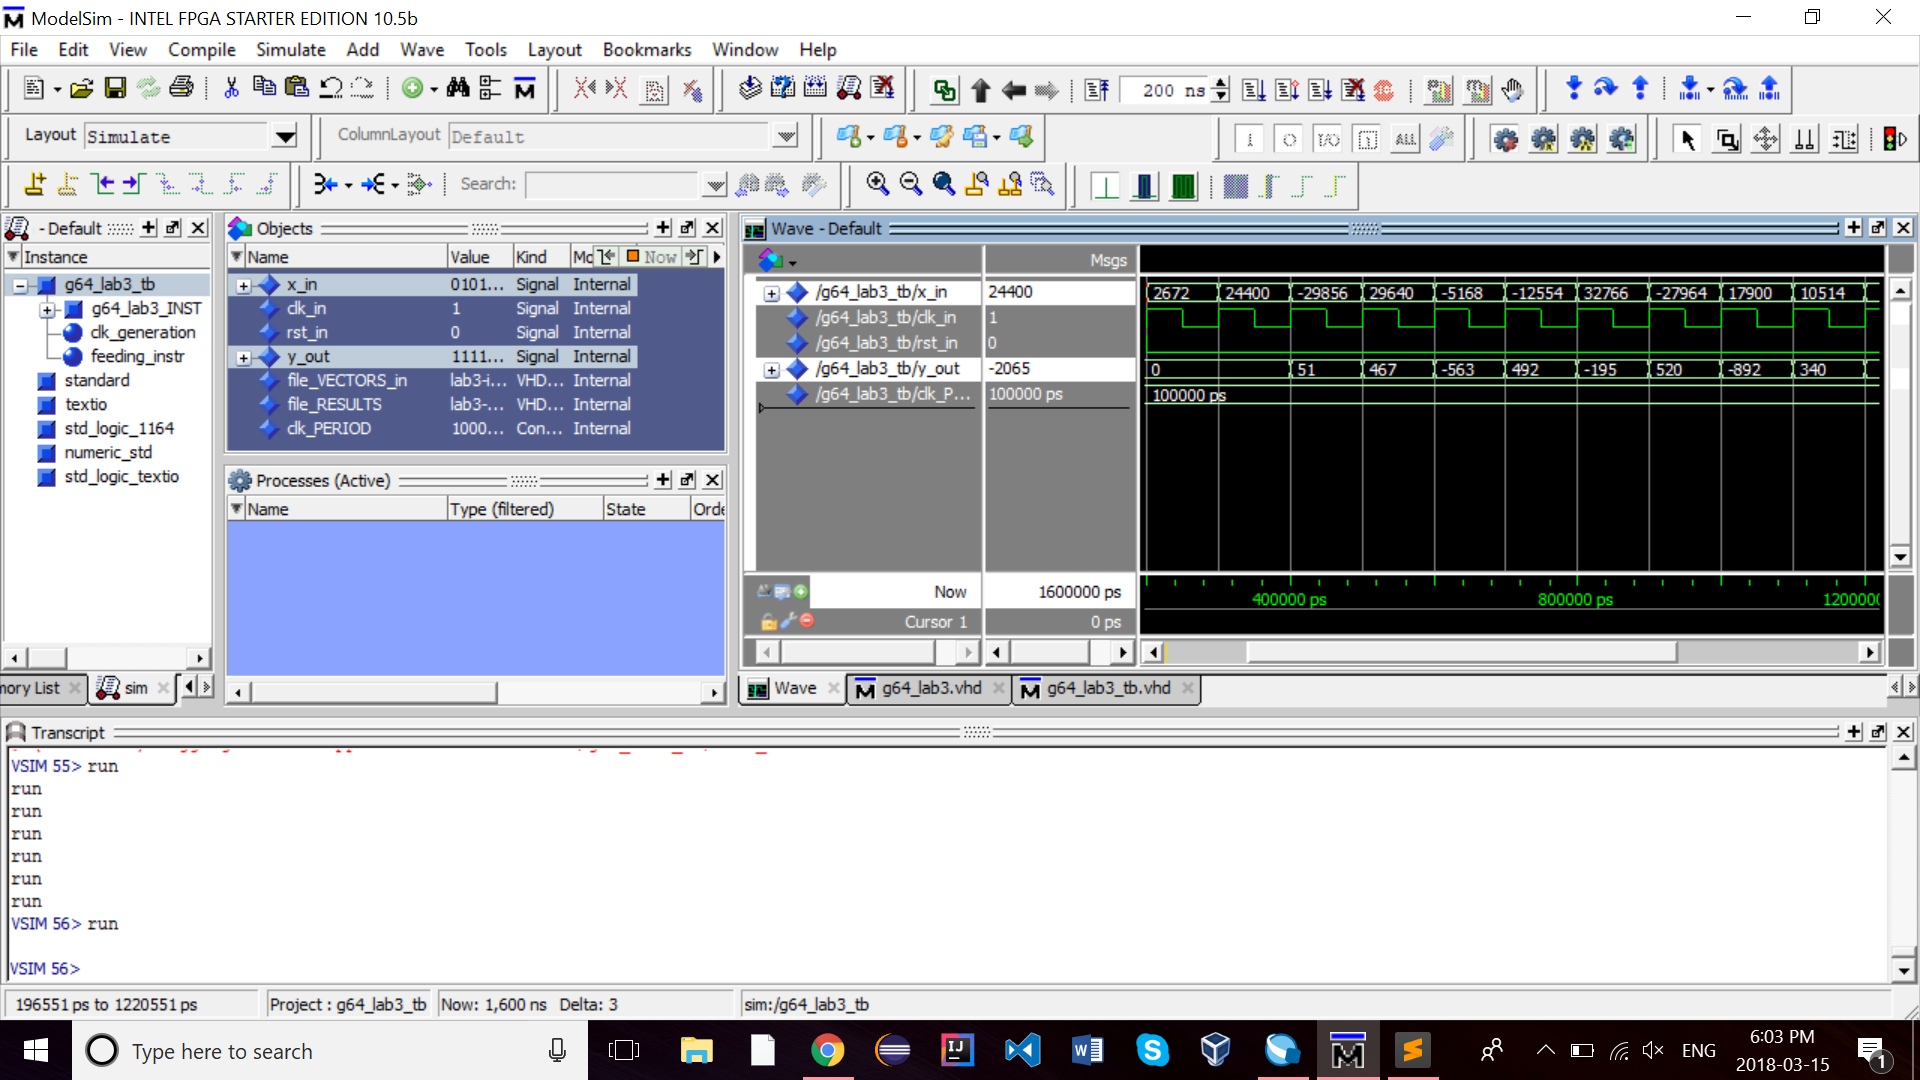 ModelSim - INTEL FPGA STARTER EDITION 10.5b
File Edit View Compile Simulate Add Wave Tools Layout Bookmarks Window Help
200 ns
Layout Simulate
ColumnLayout Default
ALL
Search:
- Default
Instance
g64_lab3_tb
g64_lab3_INST
clk_generation
feeding_instr
standard
textio
std_logic_1164
numeric_std
std_logic_textio
sim
Objects
Name Value Kind Now
x_in 0101... Signal Internal
clk_in 1 Signal Internal
rst_in 0 Signal Internal
y_out 1111... Signal Internal
file_VECTORS_in lab3-i... VHD... Internal
file_RESULTS lab3-... VHD... Internal
clk_PERIOD 1000... Con... Internal
Processes (Active)
Name Type (filtered) State Orde
Wave - Default
Msgs
/g64_lab3_tb/x_in 24400 2672 24400 -29856 29640 -5168 -12554 32766 -27964 17900 10514
/g64_lab3_tb/clk_in 1
/g64_lab3_tb/rst_in 0
/g64_lab3_tb/y_out -2065 0 51 467 -563 492 -195 520 -892 340
/g64_lab3_tb/clk_P... 100000 ps 100000 ps
Now 1600000 ps 400000 ps 800000 ps
Cursor 1 0 ps
Wave g64_lab3.vhd g64_lab3_tb.vhd
Transcript
VSIM 55> run
run
run
run
run
run
run
VSIM 56> run
VSIM 56>
196551 ps to 1220551 ps Project : g64_lab3_tb Now: 1,600 ns Delta: 3 sim:/g64_lab3_tb
Type here to search
ENG
6:03 PM
2018-03-15
1